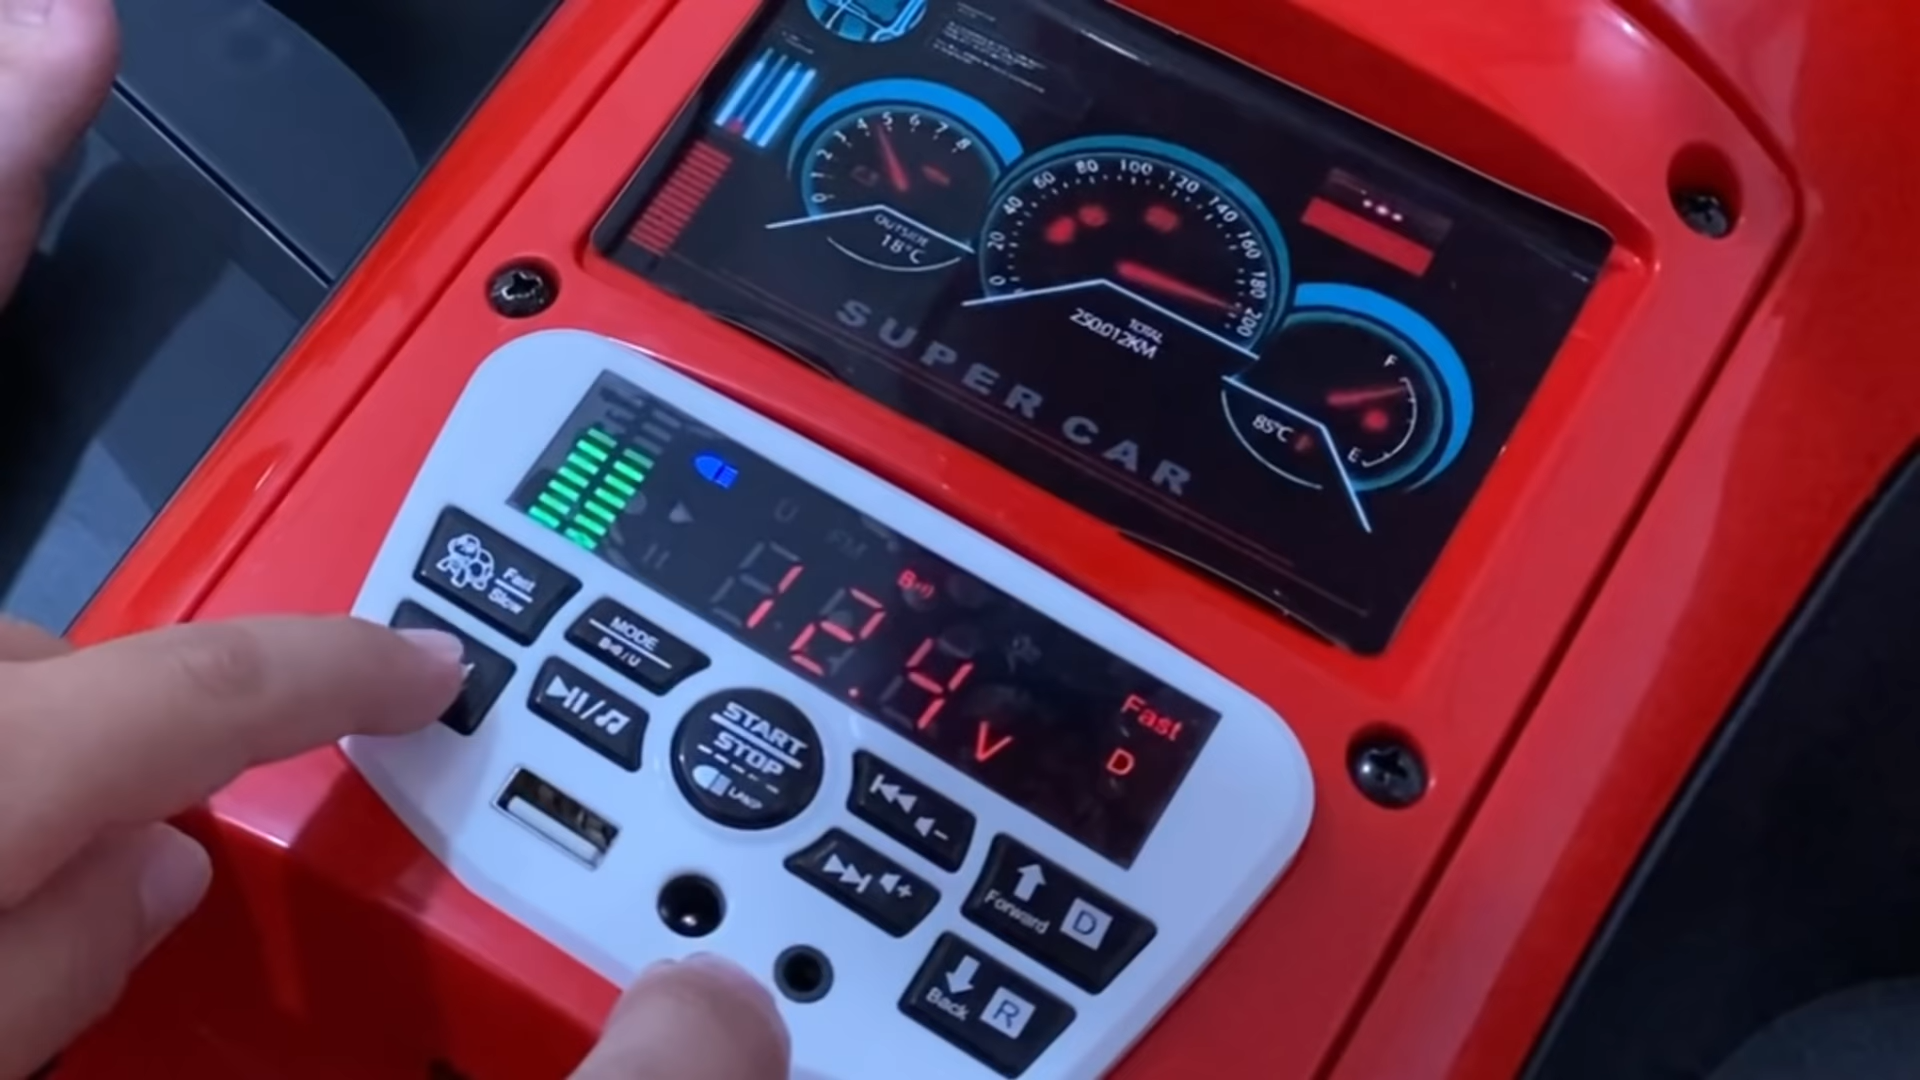 0 1 2 3 4 5 6 7 8
OUTSIDE
18°C
0 20 40 60 80 100 120 140 160 180 200
TOTAL
250.012KM
F
E
85°C
SUPER CAR
U
FM
12.4 V
Fast
D
Fast
Slow
MODE
START
STOP
LAMP
-
+
Forward D
Back R